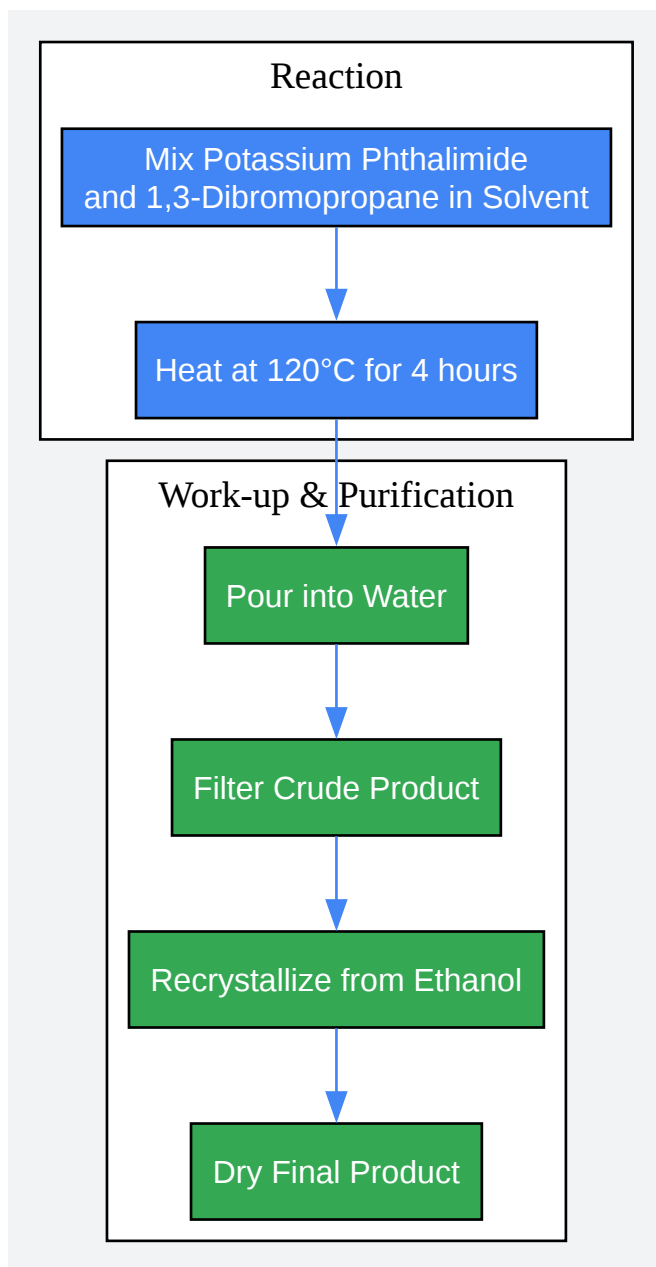 Reaction
Mix Potassium Phthalimide
and 1,3-Dibromopropane in Solvent
Heat at 120°C for 4 hours
Work-up & Purification
Pour into Water
Filter Crude Product
Recrystallize from Ethanol
Dry Final Product